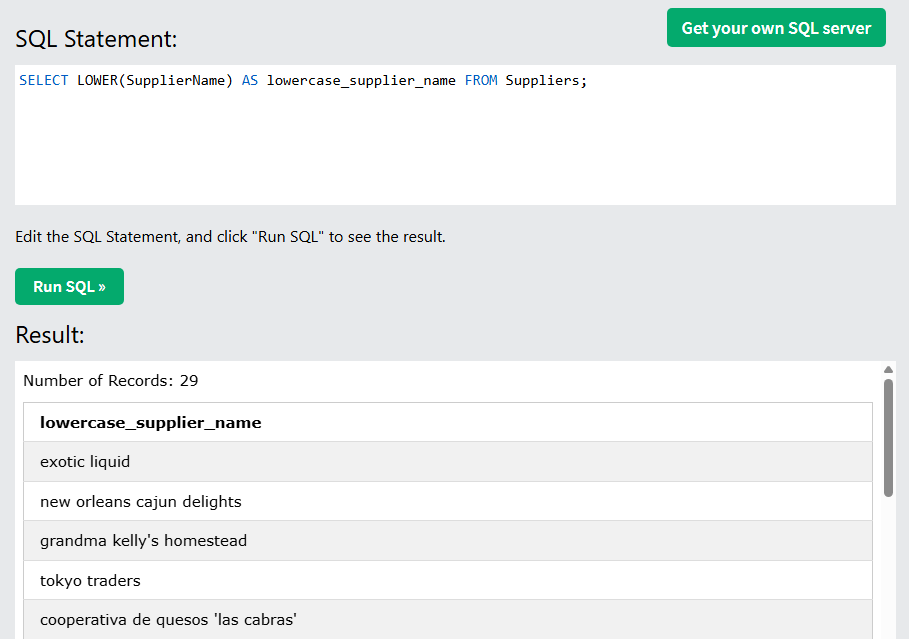 SQL Statement:
Get your own SQL server
SELECT LOWER(SupplierName) AS lowercase_supplier_name FROM Suppliers;
Edit the SQL Statement, and click "Run SQL" to see the result.
Run SQL »
Result:
Number of Records: 29
lowercase_supplier_name
exotic liquid
new orleans cajun delights
grandma kelly's homestead
tokyo traders
cooperativa de quesos 'las cabras'